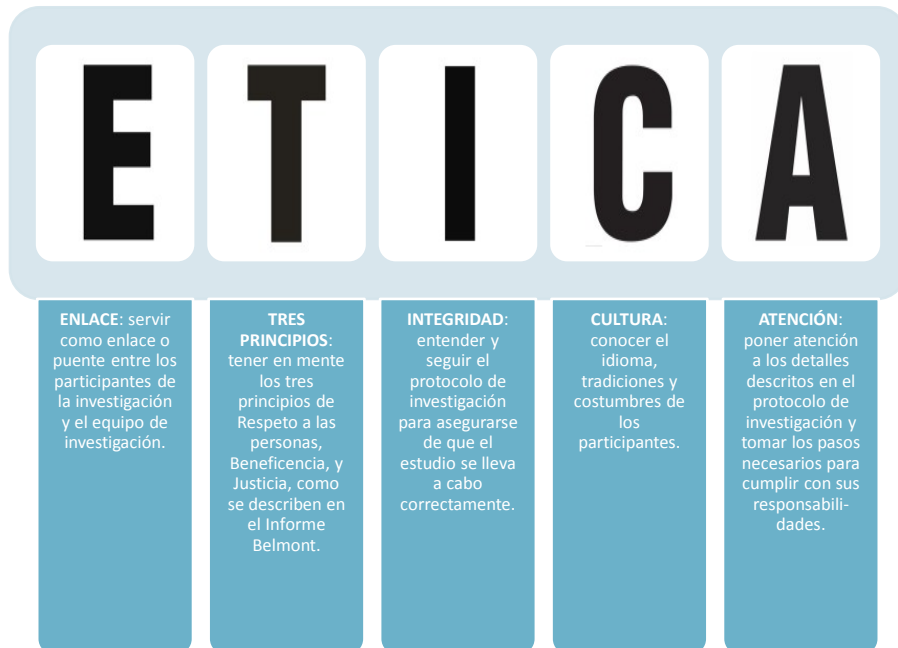 E T I C A
ENLACE: servir
como enlace o
puente entre los
participantes de
la investigación
y el equipo de
investigación.
TRES
PRINCIPIOS:
tener en mente
los tres
principios de
Respeto a las
personas,
Beneficencia, y
Justicia, como
se describen en
el Informe
Belmont.
INTEGRIDAD:
entender y
seguir el
protocolo de
investigación
para asegurarse
de que el
estudio se lleva
a cabo
correctamente.
CULTURA:
conocer el
idioma,
tradiciones y
costumbres de
los
participantes.
ATENCIÓN:
poner atención
a los detalles
descritos en el
protocolo de
investigación y
tomar los pasos
necesarios para
cumplir con sus
responsabili-
dades.